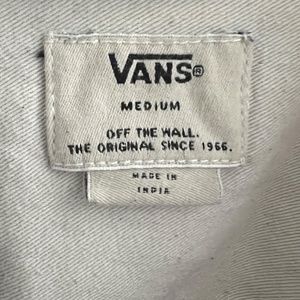 VANS®
MEDIUM
OFF THE WALL.
THE ORIGINAL SINCE 1966.
MADE IN
INDIA